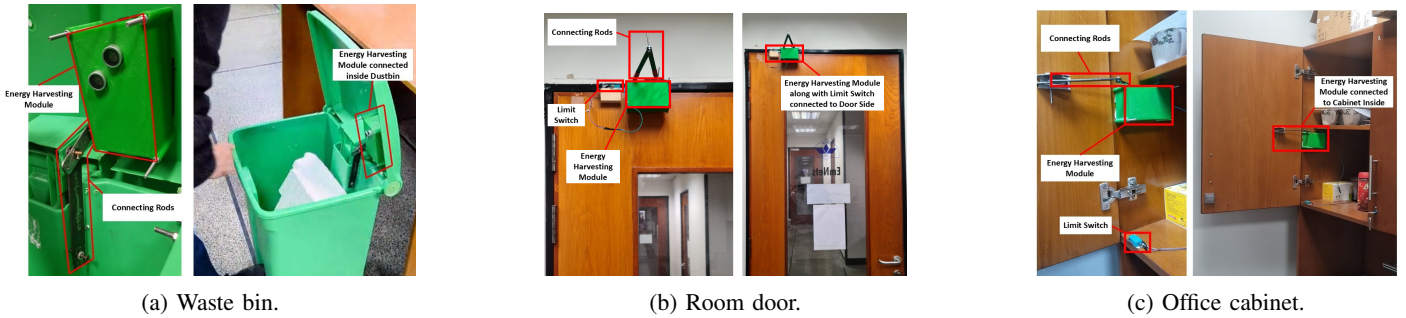 Energy Harvesting
Module
Connecting Rods
Energy Harvesting
Module connected
inside Dustbin
(a) Waste bin.
Connecting Rods
Limit
Switch
Energy
Harvesting
Module
Energy Harvesting Module
along with Limit Switch
connected to Door Side
EmNets
(b) Room door.
Connecting Rods
Energy Harvesting
Module
Limit Switch
Energy Harvesting
Module connected
to Cabinet Inside
(c) Office cabinet.